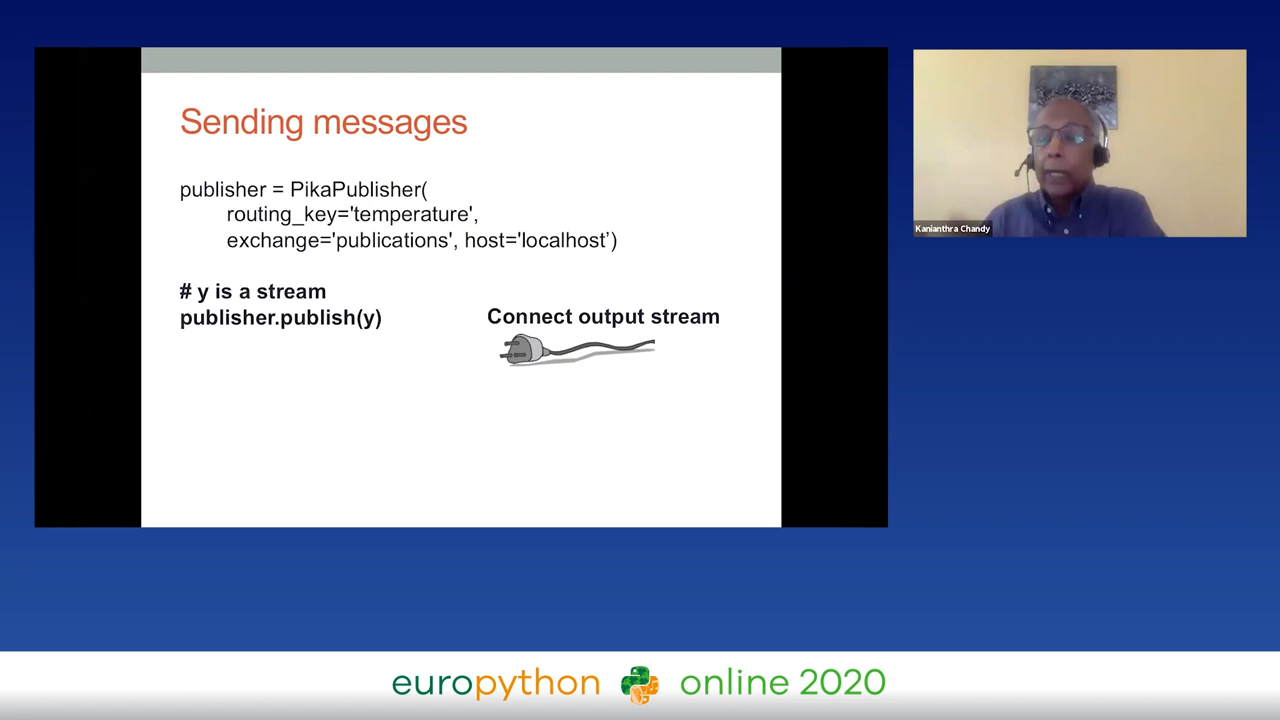 Sending messages
publisher = PikaPublisher(
routing_key='temperature',
exchange='publications', host='localhost’)
# y is a stream
publisher.publish(y)
Connect output stream
Kanianthra Chandy
europython online 2020